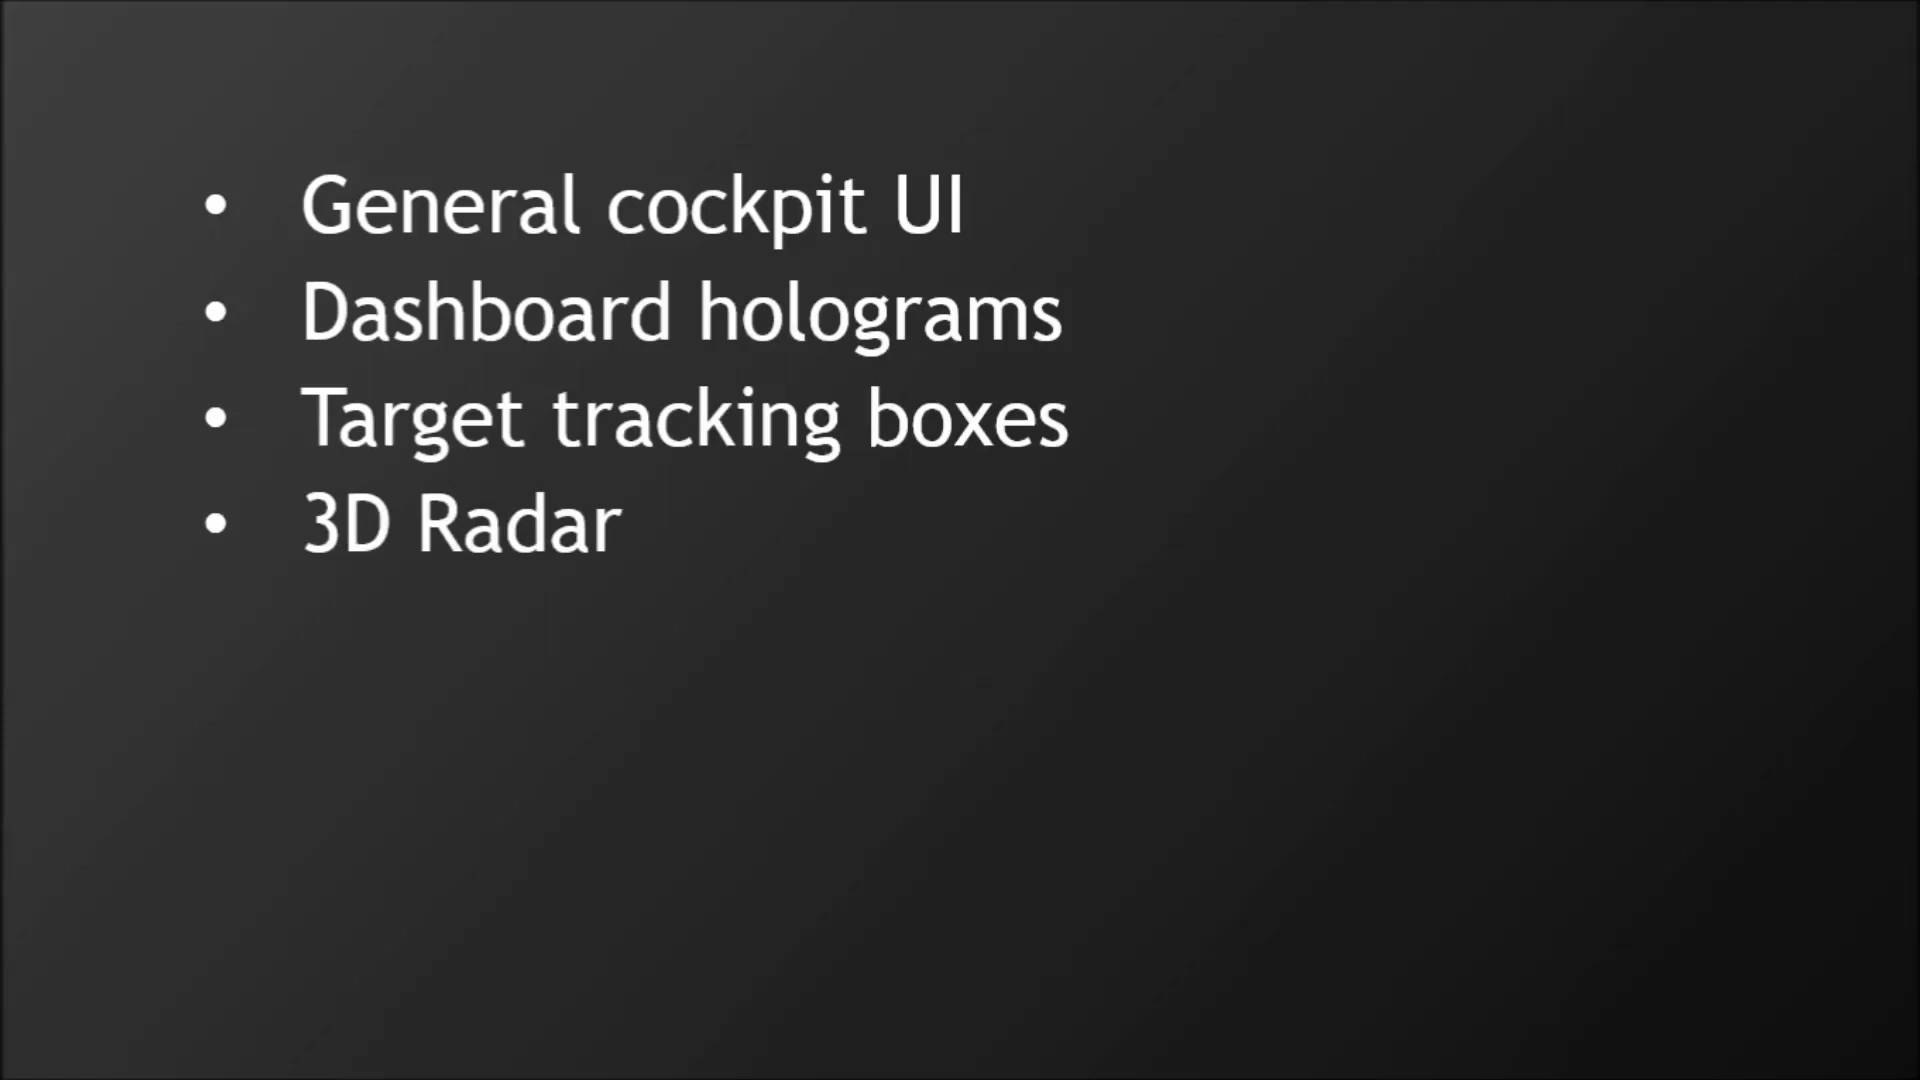 • General cockpit UI
• Dashboard holograms
• Target tracking boxes
• 3D Radar